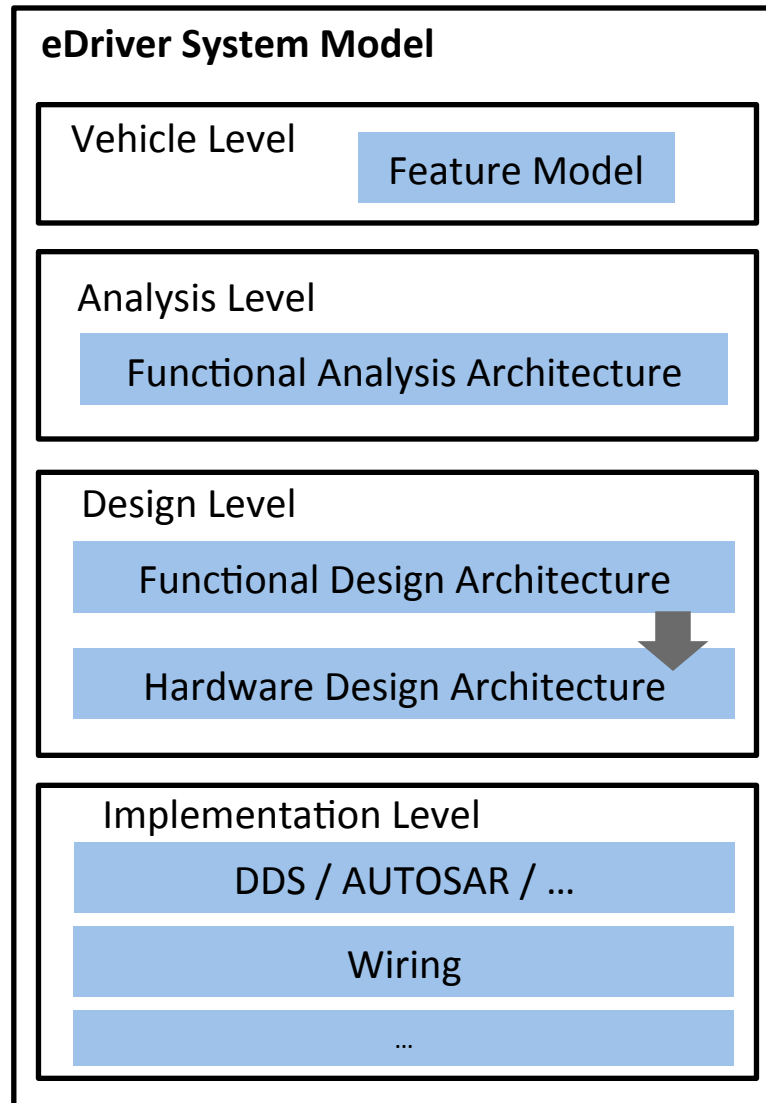 eDriver System Model
Vehicle Level
Feature Model
Analysis Level
Functional Analysis Architecture
Design Level
Functional Design Architecture
Hardware Design Architecture
Implementation Level
DDS / AUTOSAR / …
Wiring
…